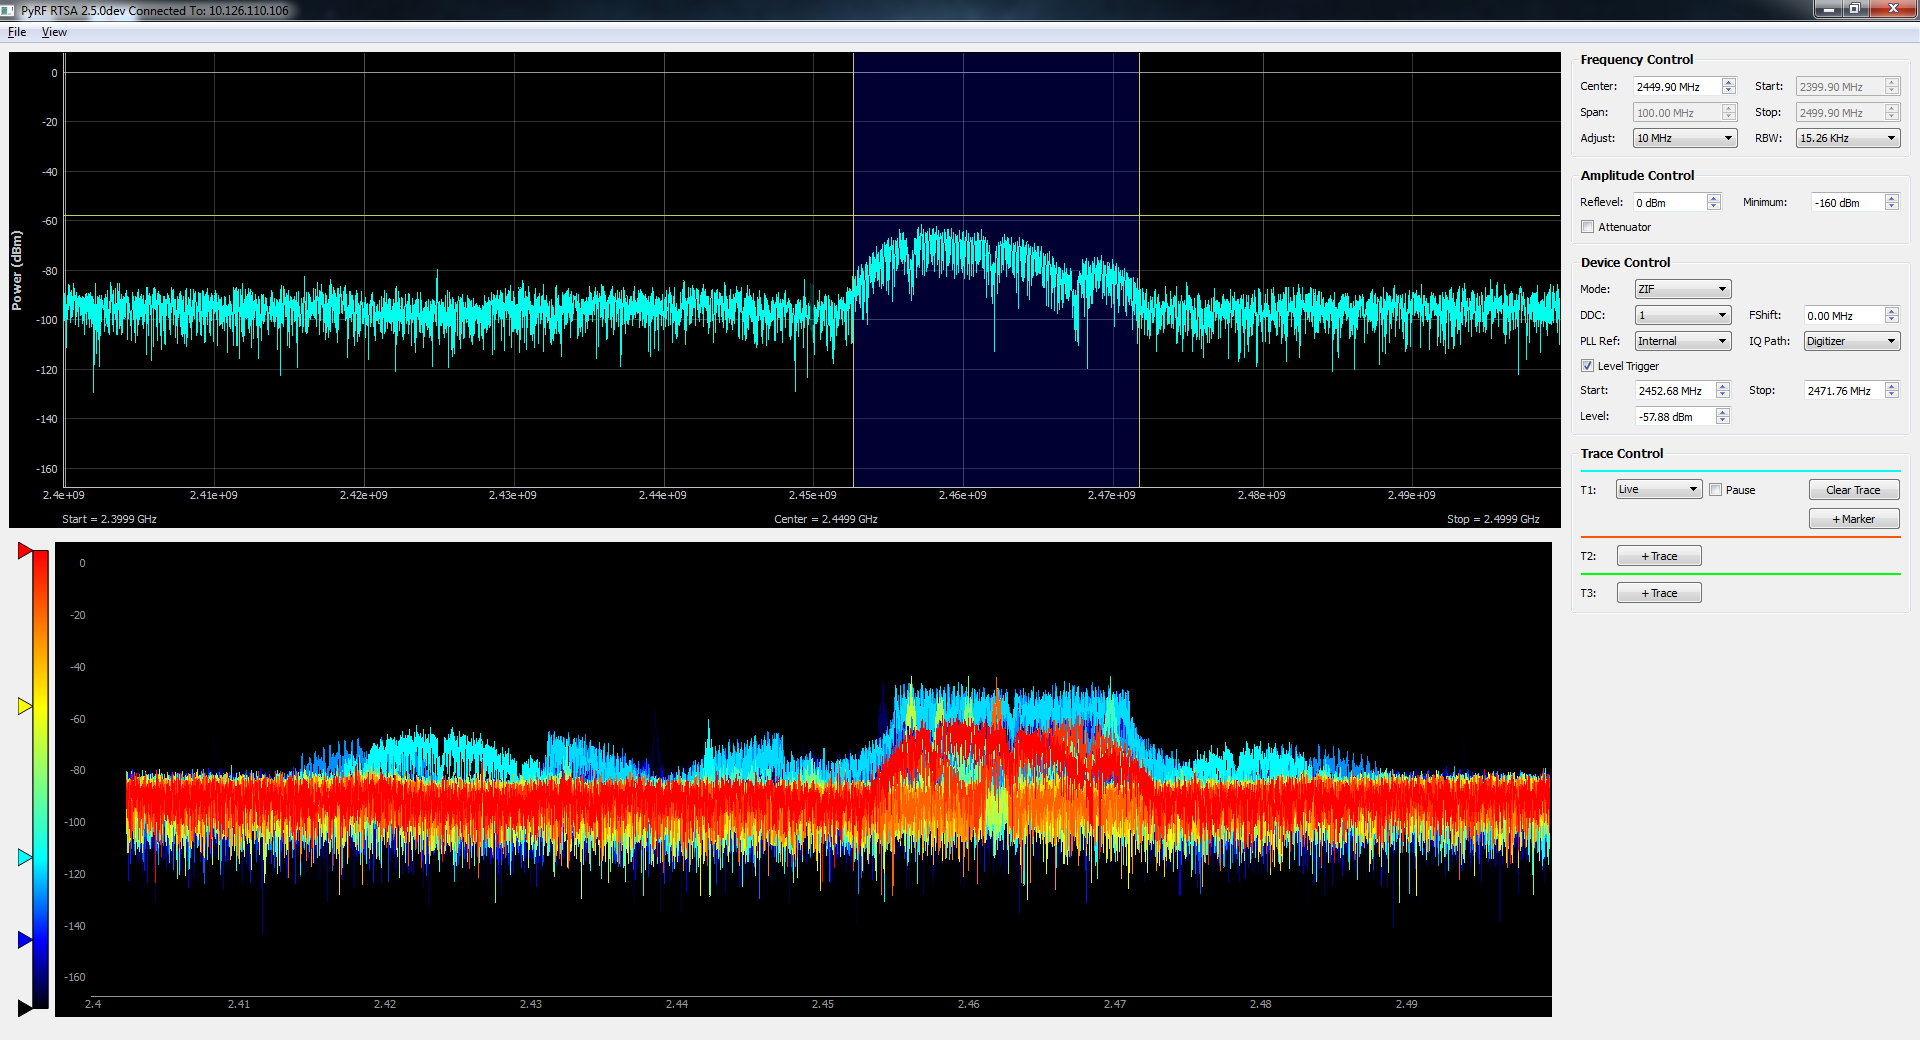 PyRF RTSA 2.5.0dev Connected To: 10.126.110.106
File View
0
-20
-40
-60
-80
-100
-120
-140
-160
Power (dBm)
2.4e+09 2.41e+09 2.42e+09 2.43e+09 2.44e+09 2.45e+09 2.46e+09 2.47e+09 2.48e+09 2.49e+09
Start = 2.3999 GHz Center = 2.4499 GHz Stop = 2.4999 GHz
0
-20
-40
-60
-80
-100
-120
-140
-160
2.4 2.41 2.42 2.43 2.44 2.45 2.46 2.47 2.48 2.49
Frequency Control
Center: 2449.90 MHz Start: 2399.90 MHz
Span: 100.00 MHz Stop: 2499.90 MHz
Adjust: 10 MHz RBW: 15.26 KHz
Amplitude Control
Reflevel: 0 dBm Minimum: -160 dBm
Attenuator
Device Control
Mode: ZIF
DDC: 1 FShift: 0.00 MHz
PLL Ref: Internal IQ Path: Digitizer
Level Trigger
Start: 2452.68 MHz Stop: 2471.76 MHz
Level: -57.88 dBm
Trace Control
T1: Live Pause Clear Trace
+ Marker
T2: + Trace
T3: + Trace